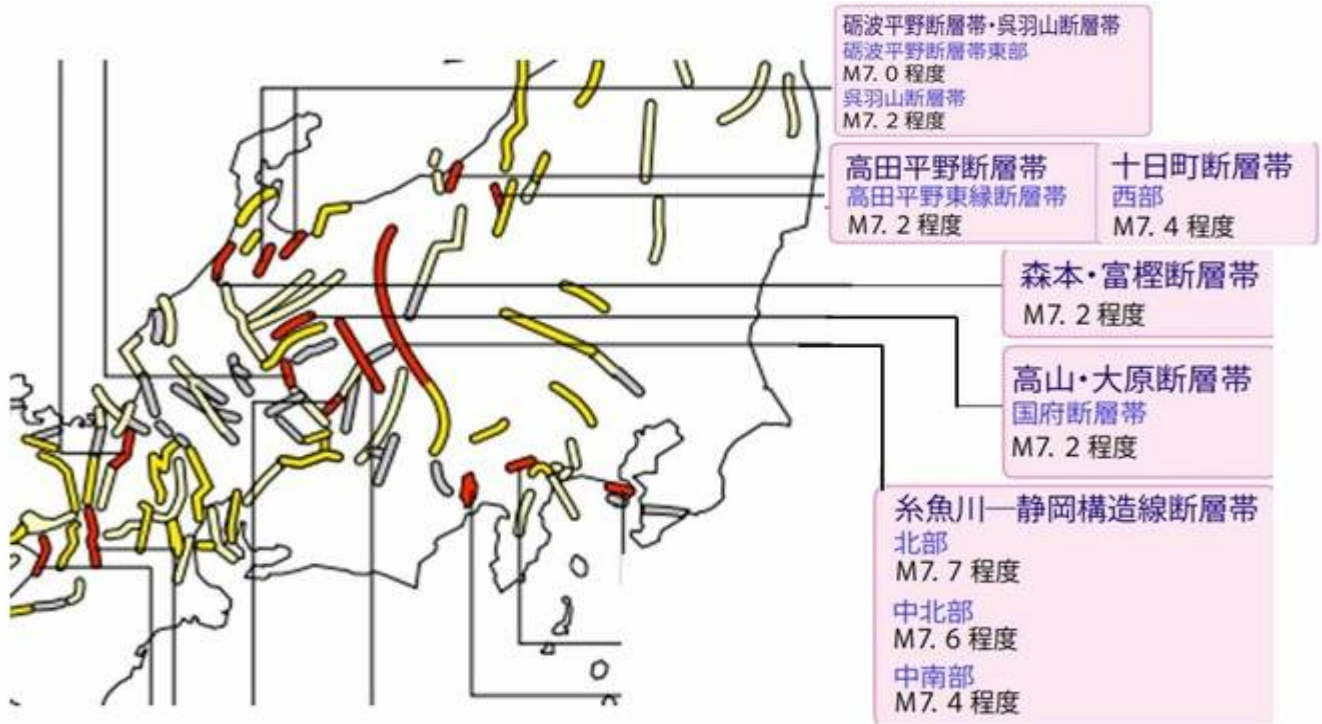 砺波平野断層帯・呉羽山断層帯
砺波平野断層帯東部
M7. 0 程度
呉羽山断層帯
M7. 2 程度
高田平野断層帯
高田平野東縁断層帯
M7. 2 程度
十日町断層帯
西部
M7. 4 程度
森本・富樫断層帯
M7. 2 程度
高山・大原断層帯
国府断層帯
M7. 2 程度
糸魚川―静岡構造線断層帯
北部
M7. 7 程度
中北部
M7. 6 程度
中南部
M7. 4 程度